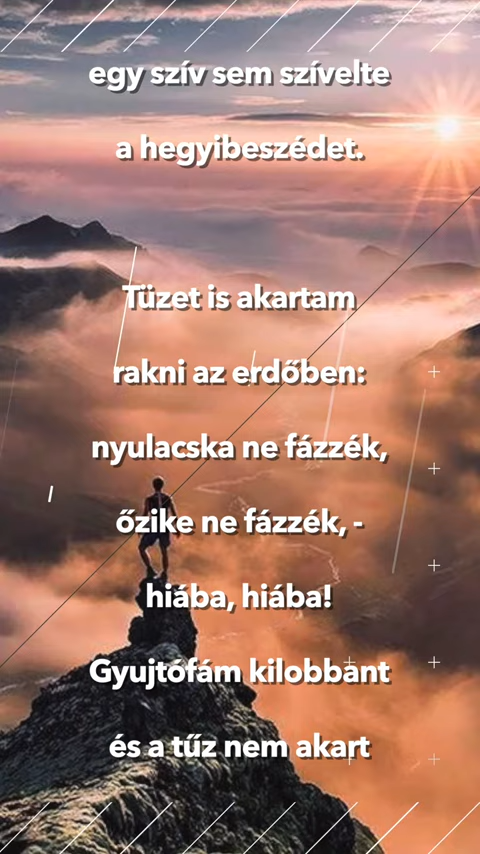 egy szív sem szívelte
a hegyibeszédet.
Tüzet is akartam
rakni az erdőben:
nyulacska ne fázzék,
őzike ne fázzék, -
hiába, hiába!
Gyujtófám kilobbant
és a tűz nem akart